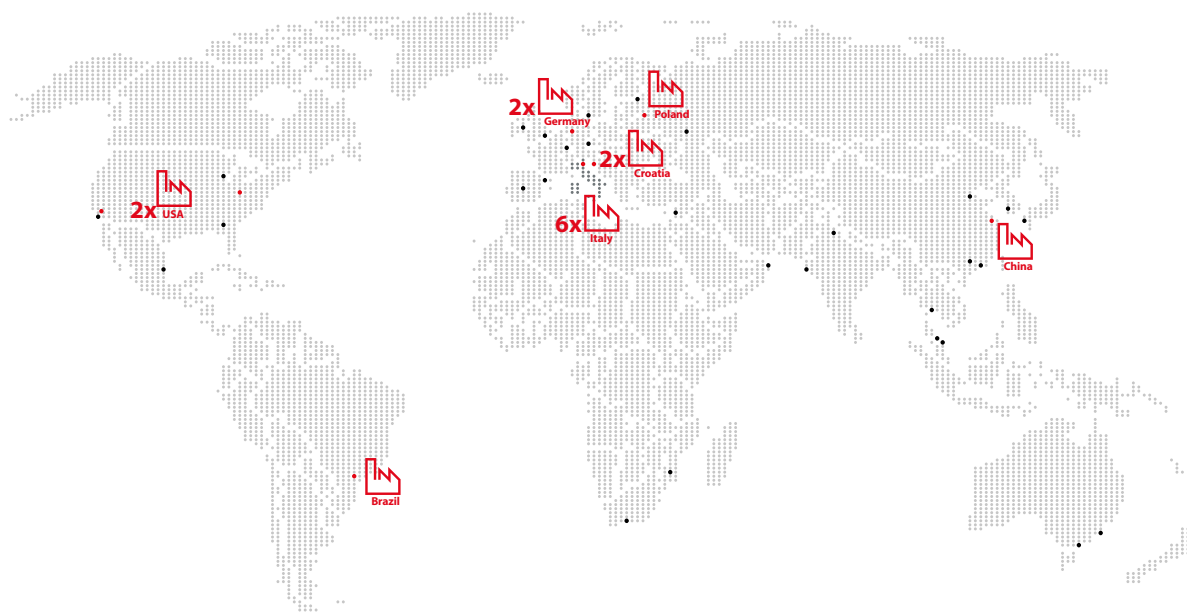 2x
Germany
Poland
2x
Croatia
2x
USA
6x
Italy
China
Brazil